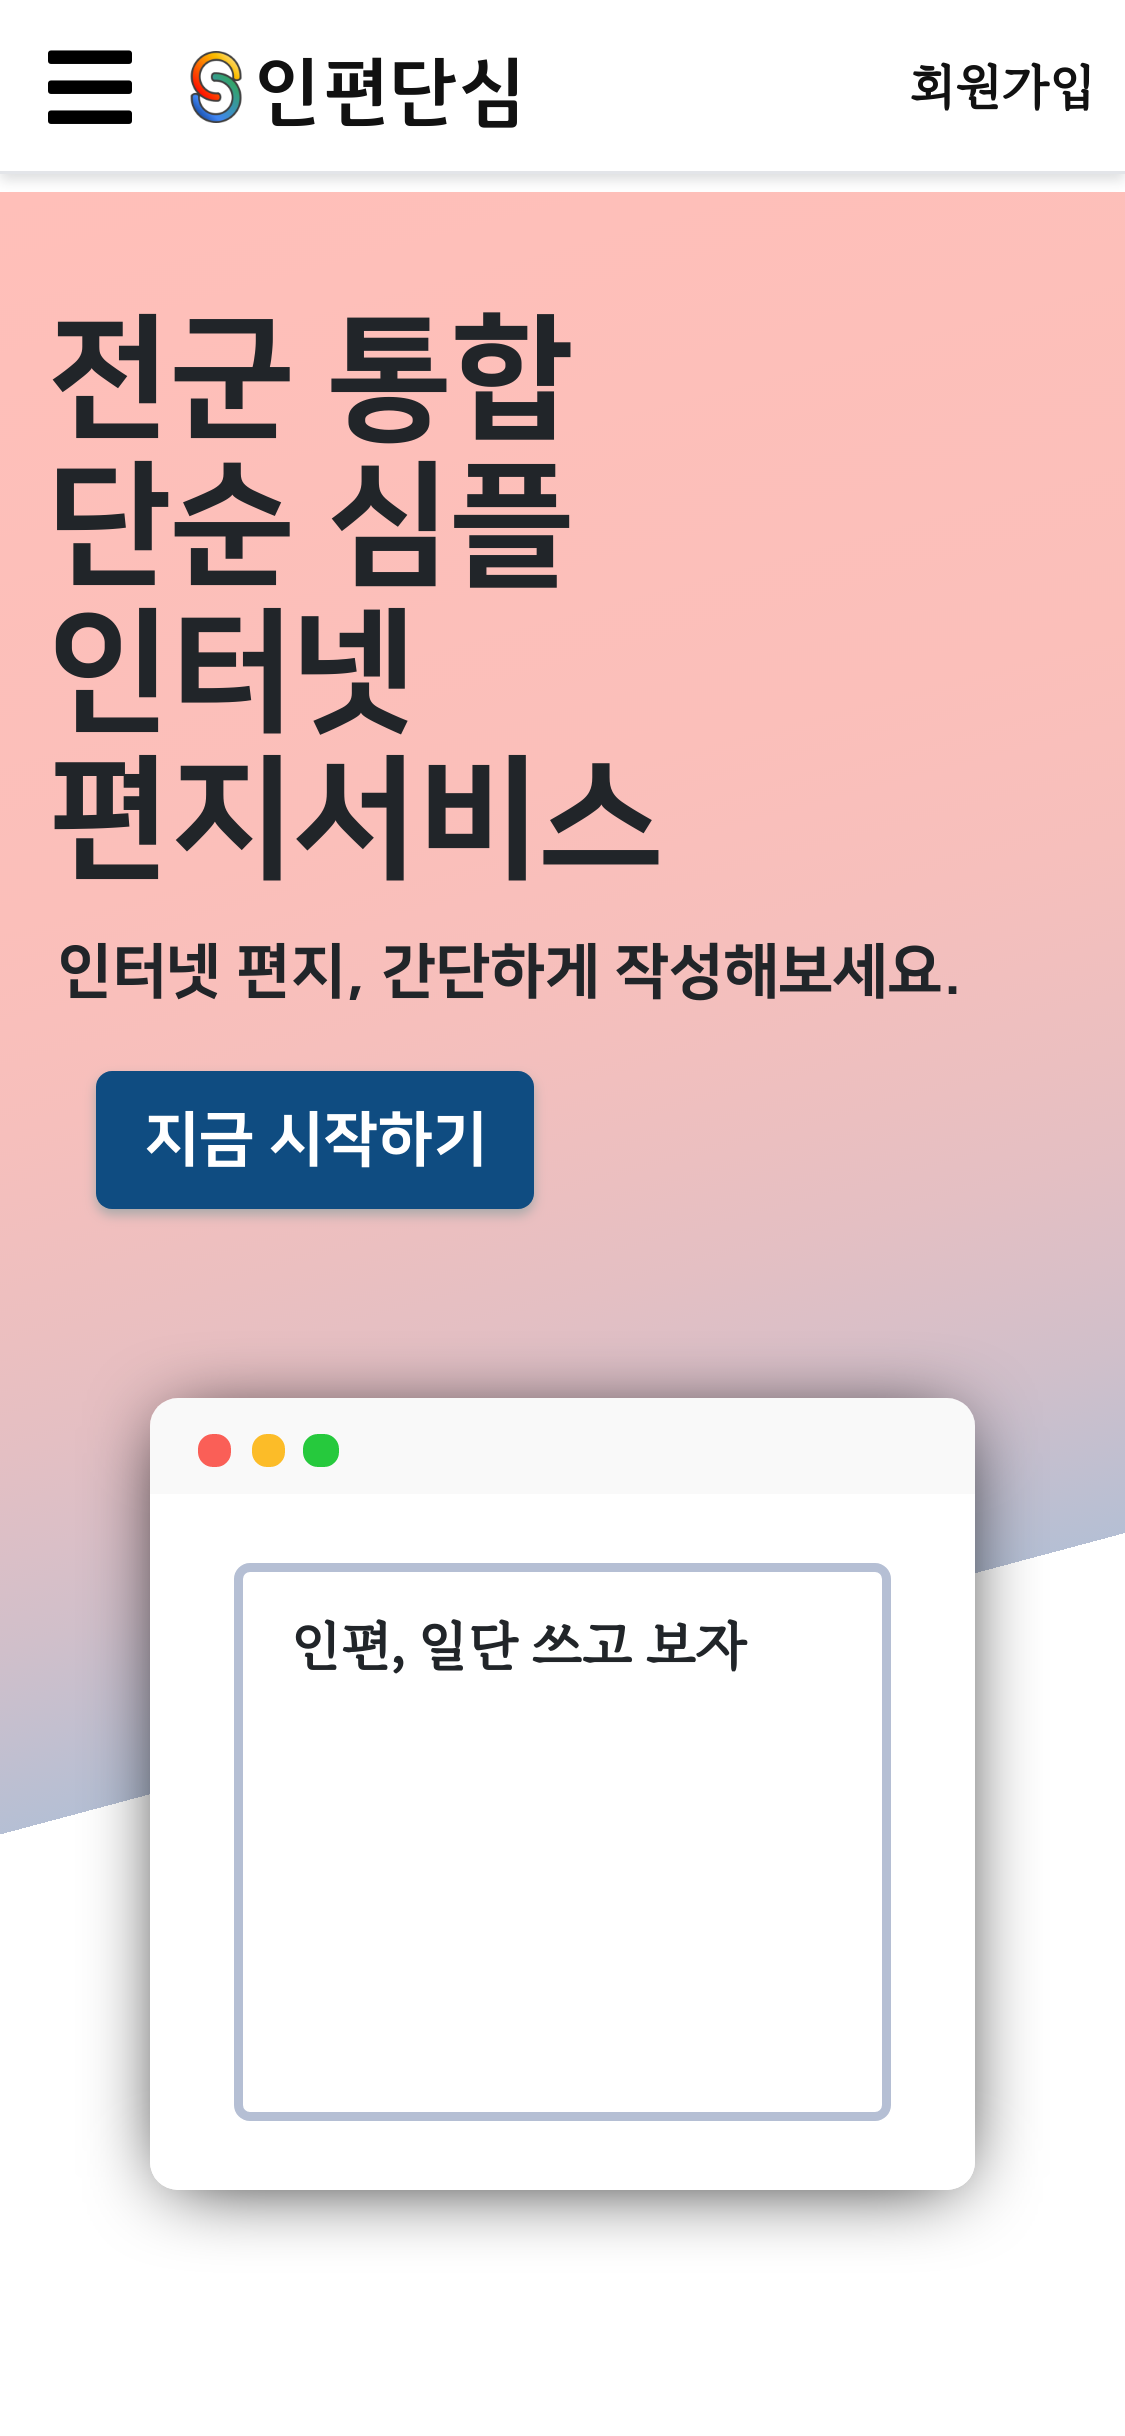 인편단심
회원가입
전군 통합
단순 심플
인터넷
편지서비스
인터넷 편지, 간단하게 작성해보세요.
지금 시작하기
인편, 일단 쓰고 보자